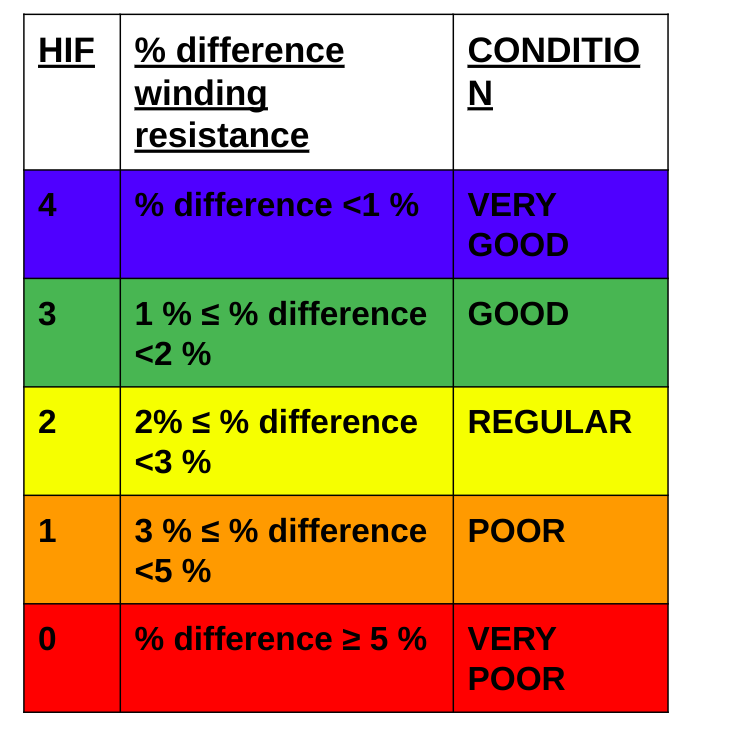 HIF
% difference
winding
resistance
CONDITIO
N
4
% difference <1 %
VERY
GOOD
3
1 % ≤ % difference
<2 %
GOOD
2
2% ≤ % difference
<3 %
REGULAR
1
3 % ≤ % difference
<5 %
POOR
0
% difference ≥ 5 %
VERY
POOR